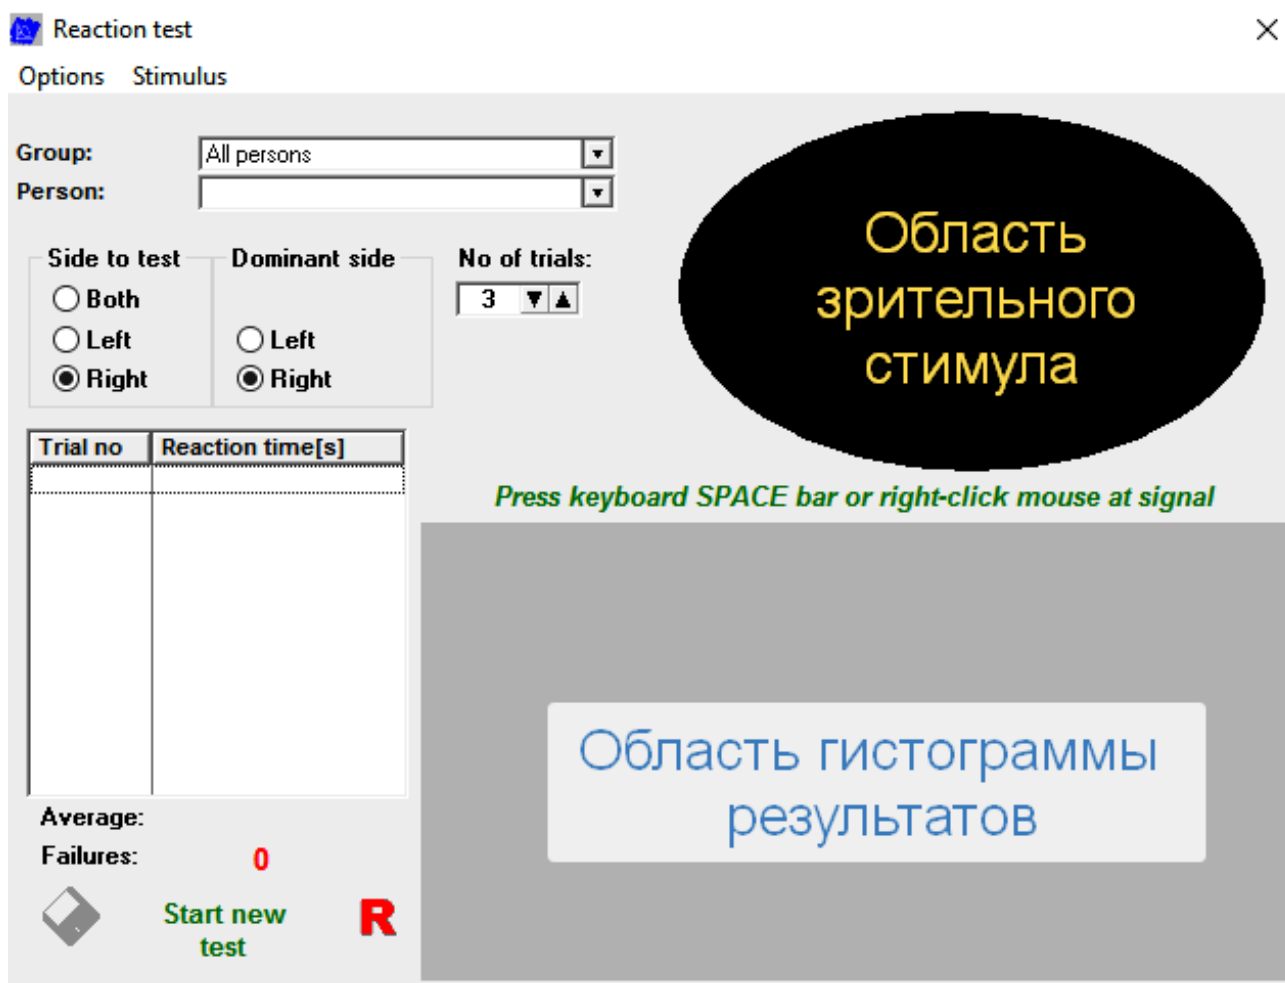 Reaction test
Options Stimulus
Group: All persons
Person:
Side to test Dominant side No of trials:
Both 3
Left Left
Right Right
Область
зрительного
стимула
Trial no Reaction time[s]
Press keyboard SPACE bar or right-click mouse at signal
Область гистограммы
результатов
Average:
Failures: 0
Start new
test
R